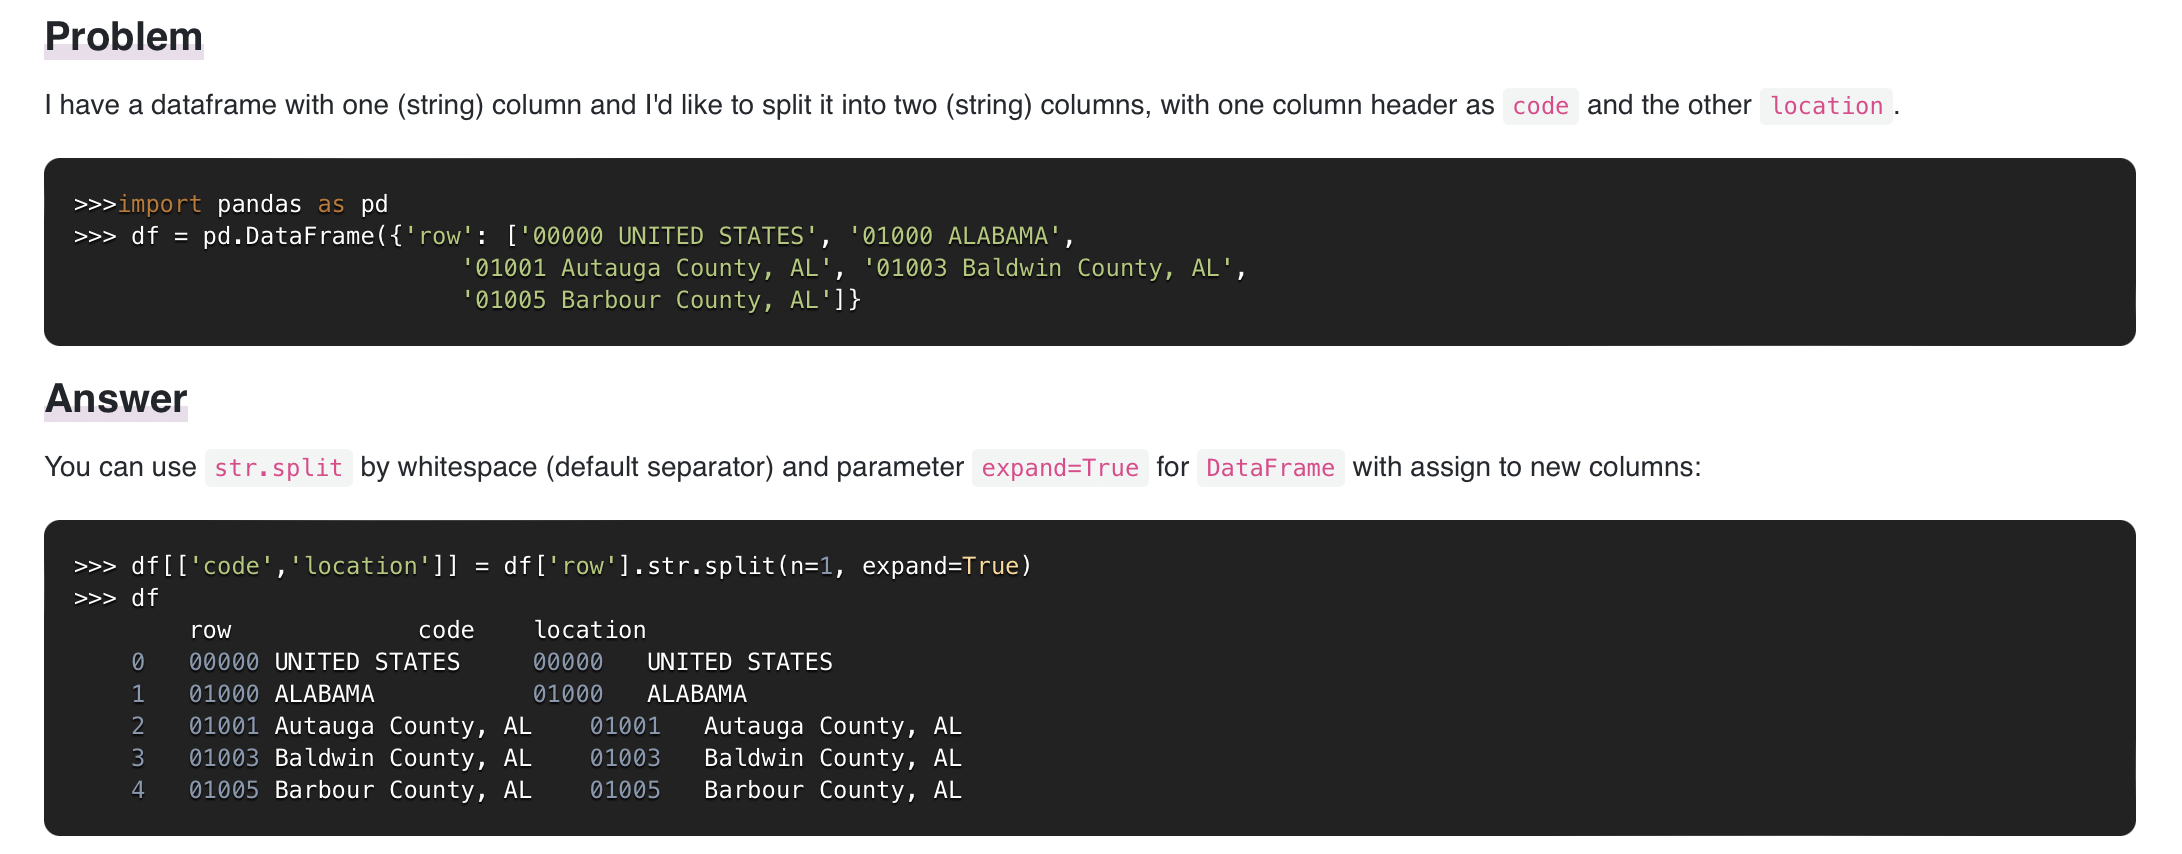 Problem
I have a dataframe with one (string) column and I'd like to split it into two (string) columns, with one column header as code and the other location.
>>>import pandas as pd
>>> df = pd.DataFrame({'row': ['00000 UNITED STATES', '01000 ALABAMA',
                           '01001 Autauga County, AL', '01003 Baldwin County, AL',
                           '01005 Barbour County, AL']}
Answer
You can use str.split by whitespace (default separator) and parameter expand=True for DataFrame with assign to new columns:
>>> df[['code','location']] = df['row'].str.split(n=1, expand=True)
>>> df
        row             code    location
    0   00000 UNITED STATES     00000   UNITED STATES
    1   01000 ALABAMA           01000   ALABAMA
    2   01001 Autauga County, AL    01001   Autauga County, AL
    3   01003 Baldwin County, AL    01003   Baldwin County, AL
    4   01005 Barbour County, AL    01005   Barbour County, AL